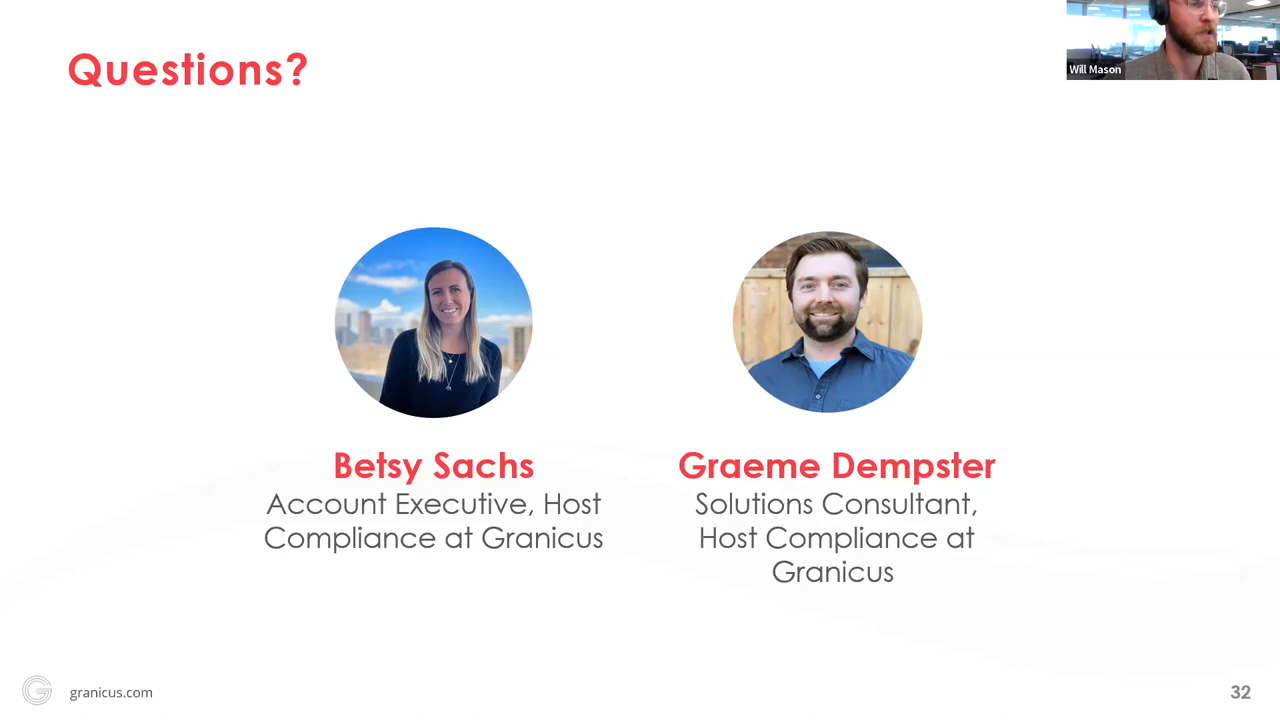 Questions?
Will Mason
Betsy Sachs
Account Executive, Host
Compliance at Granicus
Graeme Dempster
Solutions Consultant,
Host Compliance at
Granicus
granicus.com
32